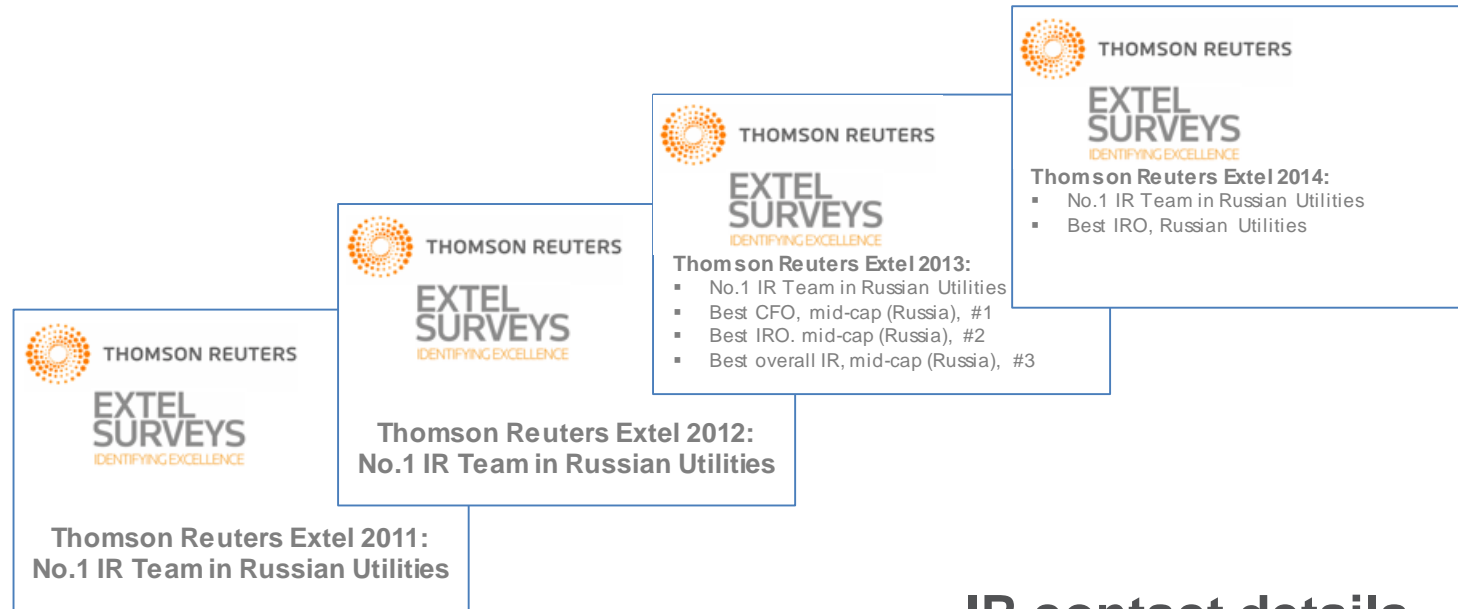 THOMSON REUTERS
EXTEL
SURVEYS
IDENTIFYING EXCELLENCE
Thomson Reuters Extel 2011:
No.1 IR Team in Russian Utilities
THOMSON REUTERS
EXTEL
SURVEYS
IDENTIFYING EXCELLENCE
Thomson Reuters Extel 2012:
No.1 IR Team in Russian Utilities
THOMSON REUTERS
EXTEL
SURVEYS
IDENTIFYING EXCELLENCE
Thomson Reuters Extel 2013:
▪ No.1 IR Team in Russian Utilities
▪ Best CFO, mid-cap (Russia), #1
▪ Best IRO. mid-cap (Russia), #2
▪ Best overall IR, mid-cap (Russia), #3
THOMSON REUTERS
EXTEL
SURVEYS
IDENTIFYING EXCELLENCE
Thomson Reuters Extel 2014:
▪ No.1 IR Team in Russian Utilities
▪ Best IRO, Russian Utilities
IR contact details